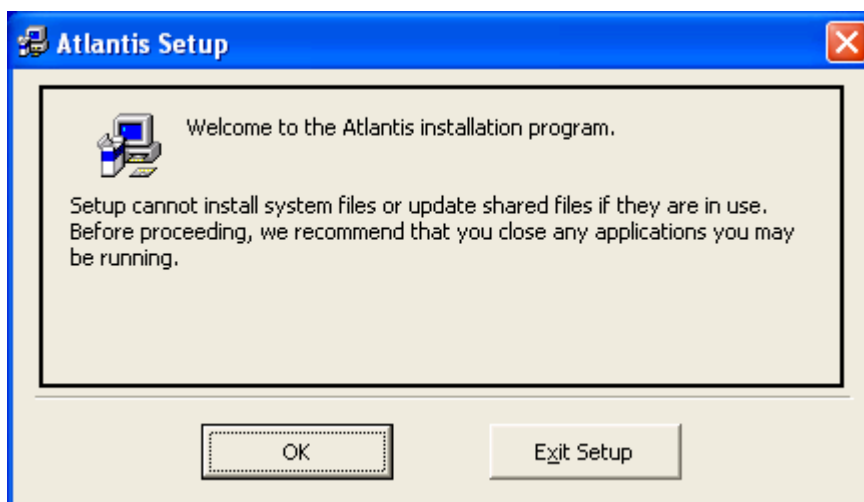 Atlantis Setup
Welcome to the Atlantis installation program.
Setup cannot install system files or update shared files if they are in use.
Before proceeding, we recommend that you close any applications you may
be running.
OK
Exit Setup